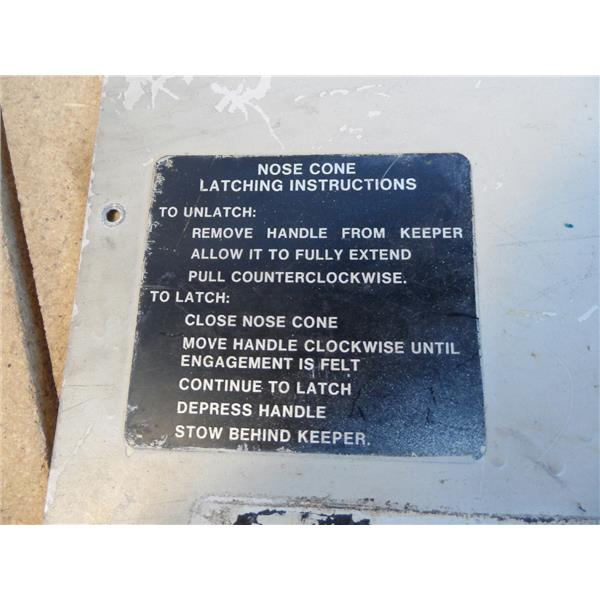 NOSE CONE
LATCHING INSTRUCTIONS
TO UNLATCH:
REMOVE HANDLE FROM KEEPER
ALLOW IT TO FULLY EXTEND
PULL COUNTERCLOCKWISE.
TO LATCH:
CLOSE NOSE CONE
MOVE HANDLE CLOCKWISE UNTIL
ENGAGEMENT IS FELT
CONTINUE TO LATCH
DEPRESS HANDLE
STOW BEHIND KEEPER.